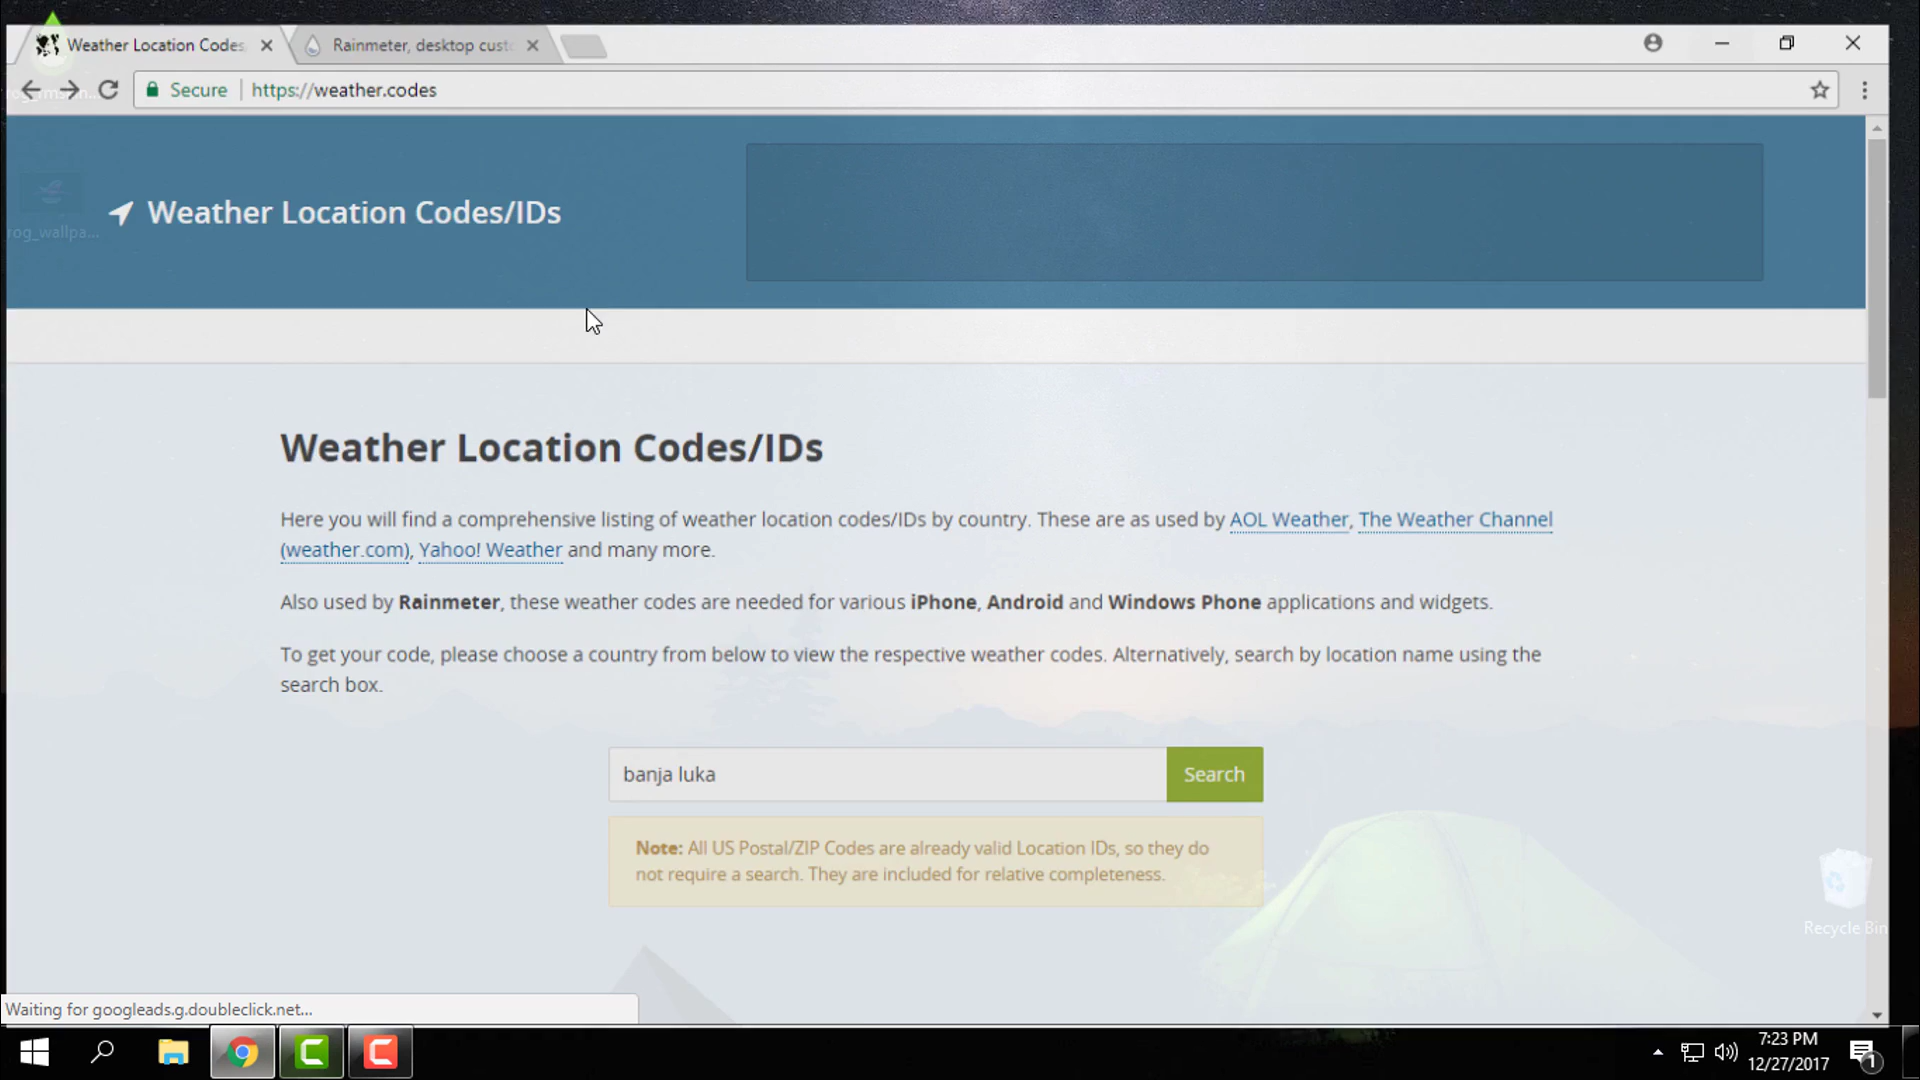 Weather Location Codes
Rainmeter, desktop cust
Secure
https://weather.codes
Weather Location Codes/IDs
rog_wallpa...
Weather Location Codes/IDs
Here you will find a comprehensive listing of weather location codes/IDs by country. These are as used by AOL Weather, The Weather Channel
(weather.com), Yahoo! Weather and many more.
Also used by Rainmeter, these weather codes are needed for various iPhone, Android and Windows Phone applications and widgets.
To get your code, please choose a country from below to view the respective weather codes. Alternatively, search by location name using the
search box.
banja luka
Search
Note: All US Postal/ZIP Codes are already valid Location IDs, so they do
not require a search. They are included for relative completeness.
Recycle Bin
Waiting for googleads.g.doubleclick.net...
7:23 PM
12/27/2017
1